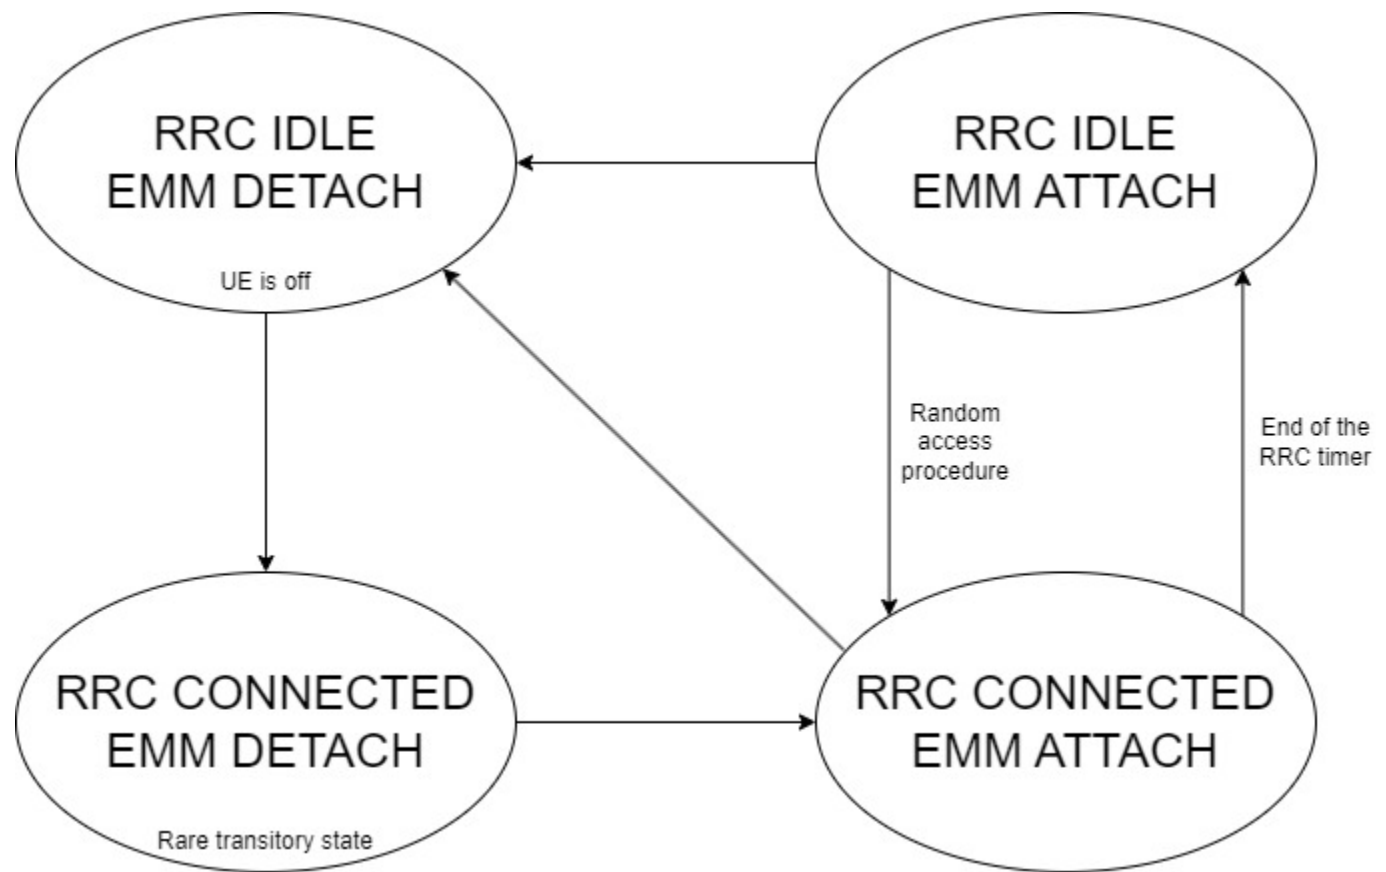 RRC IDLE
EMM DETACH
UE is off
RRC IDLE
EMM ATTACH
Random
access
procedure
End of the
RRC timer
RRC CONNECTED
EMM DETACH
Rare transitory state
RRC CONNECTED
EMM ATTACH